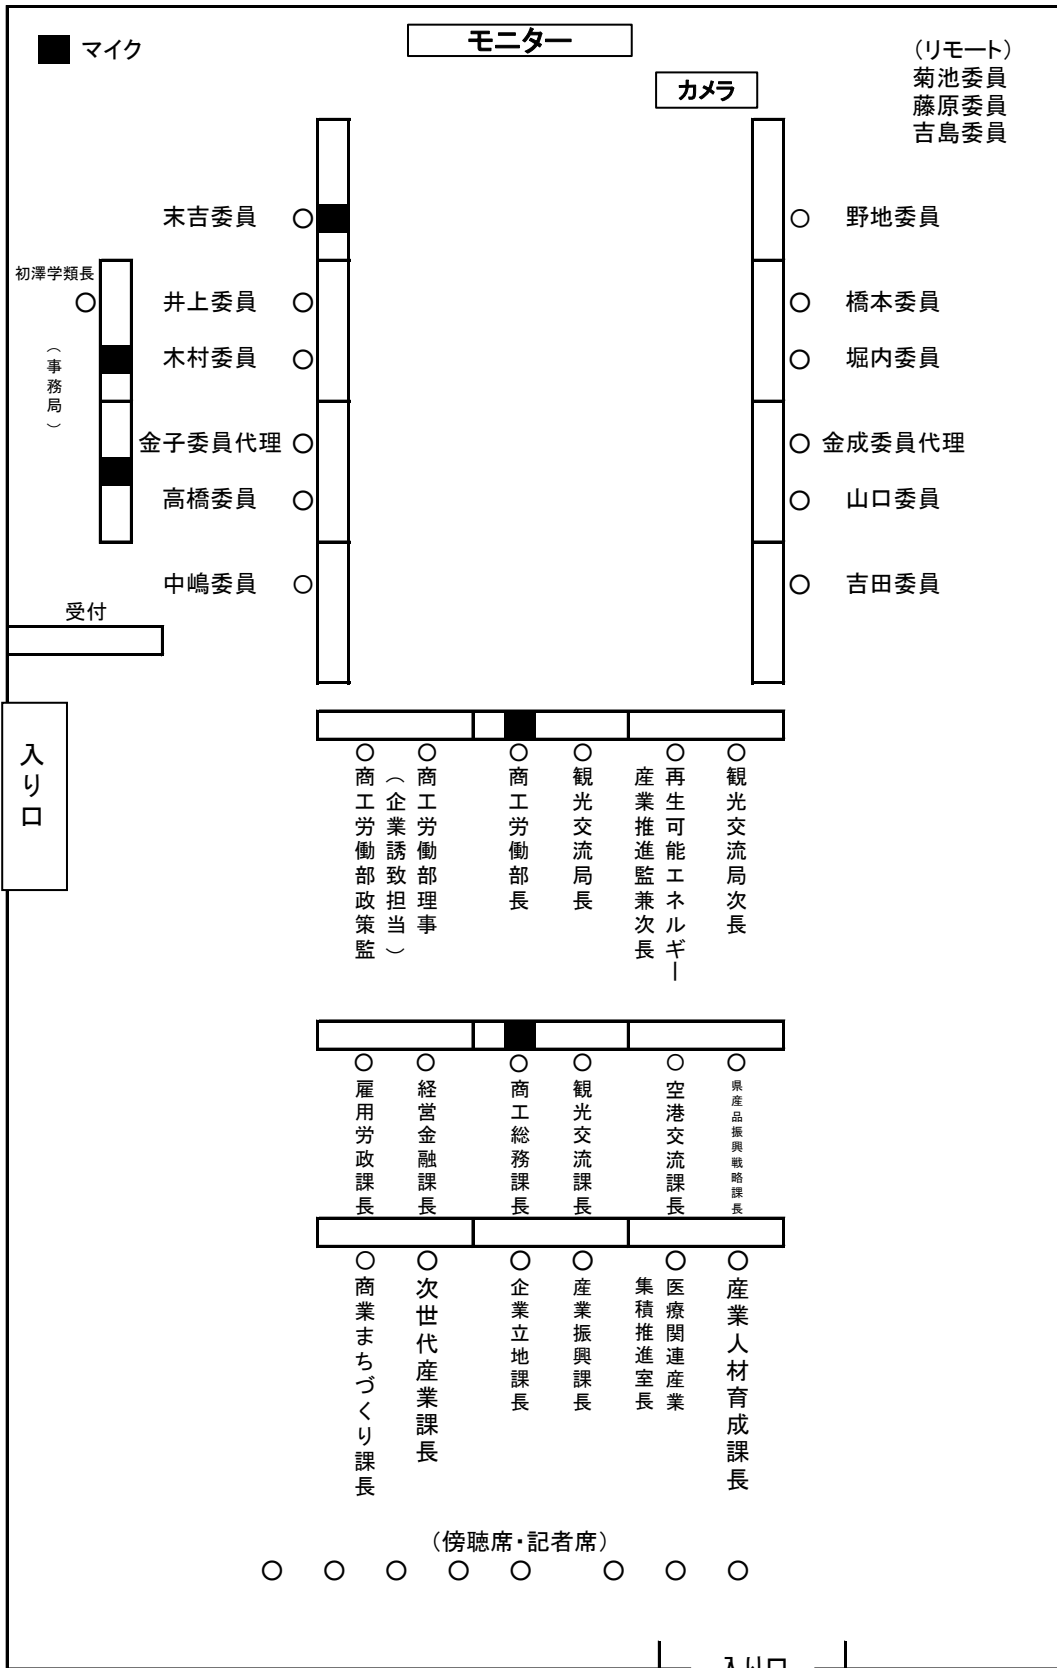 マイク
モニター
カメラ
（リモート）
菊池委員
藤原委員
吉島委員
末吉委員
野地委員
初澤学類長
（事務局）
井上委員
橋本委員
木村委員
堀内委員
金子委員代理
金成委員代理
高橋委員
山口委員
中嶋委員
吉田委員
受付
入り口
商工労働部政策監
商工労働部理事
（企業誘致担当）
商工労働部長
観光交流局長
再生可能エネルギー
産業推進監兼次長
観光交流局次長
雇用労政課長
経営金融課長
商工総務課長
観光交流課長
空港交流課長
県産品振興戦略課長
商業まちづくり課長
次世代産業課長
企業立地課長
産業振興課長
医療関連産業
集積推進室長
産業人材育成課長
（傍聴席・記者席）
入り口